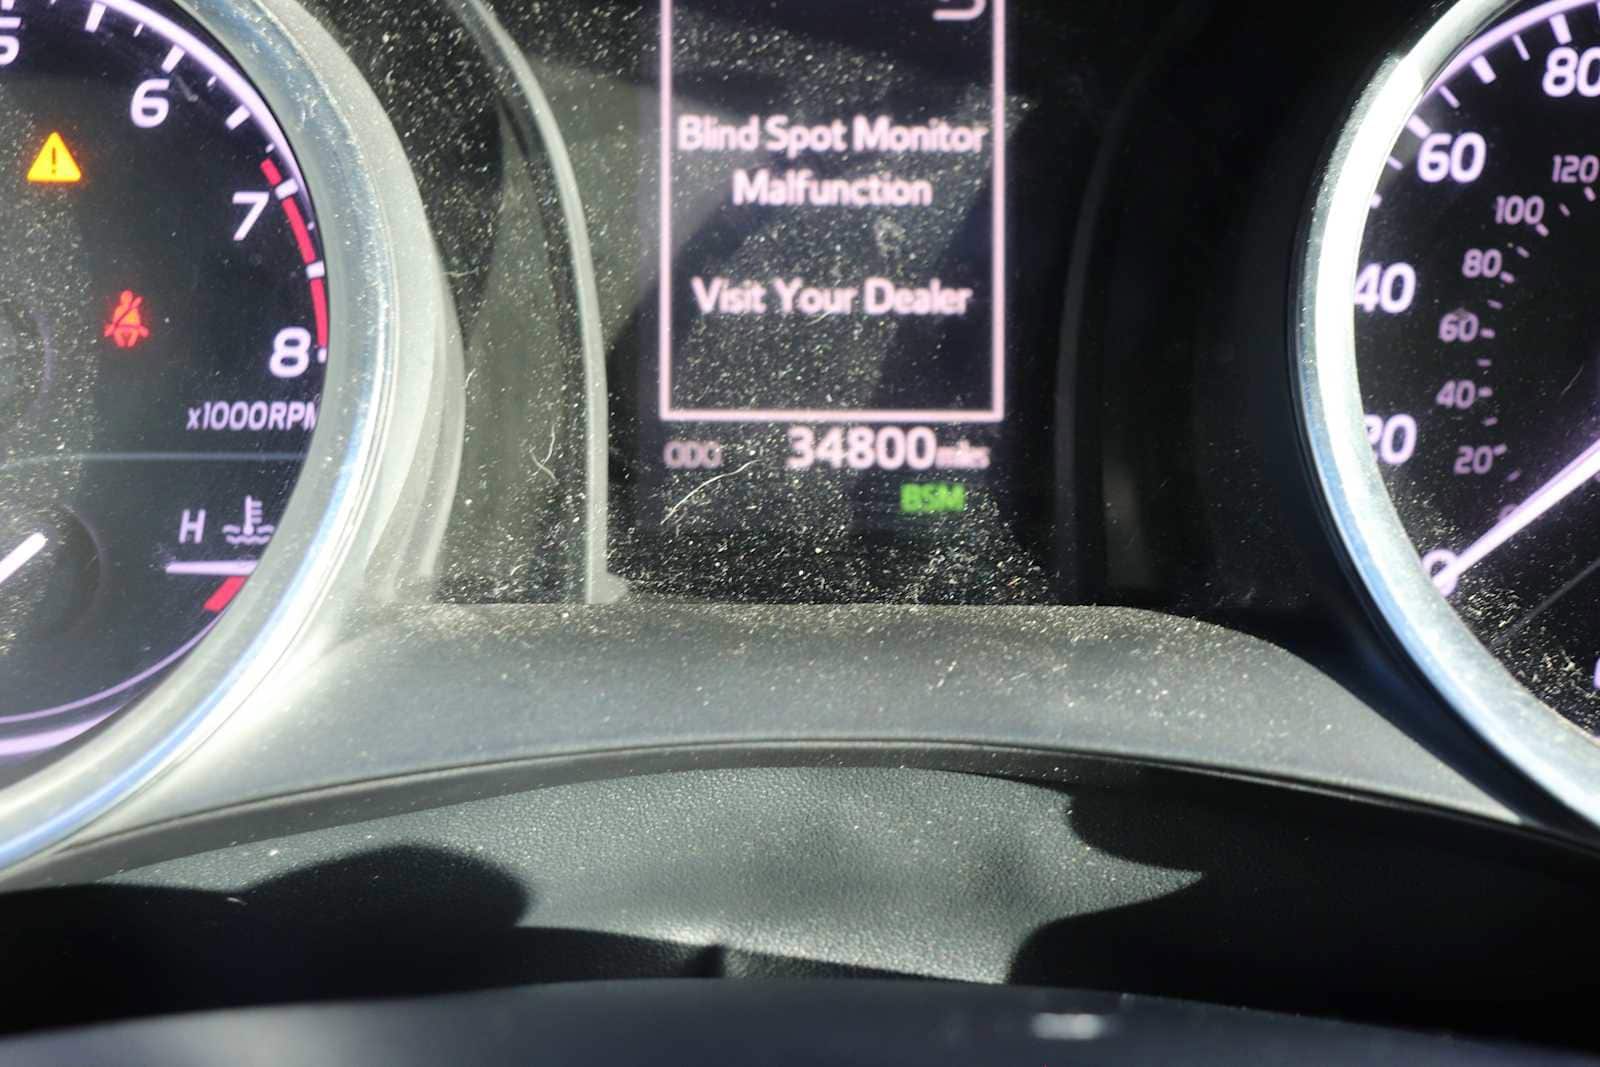 6
7
8
x1000RPM
H
Blind Spot Monitor
Malfunction
Visit Your Dealer
ODO 34800 miles
BSM
80
60
40
20
120
100
80
60
40
20